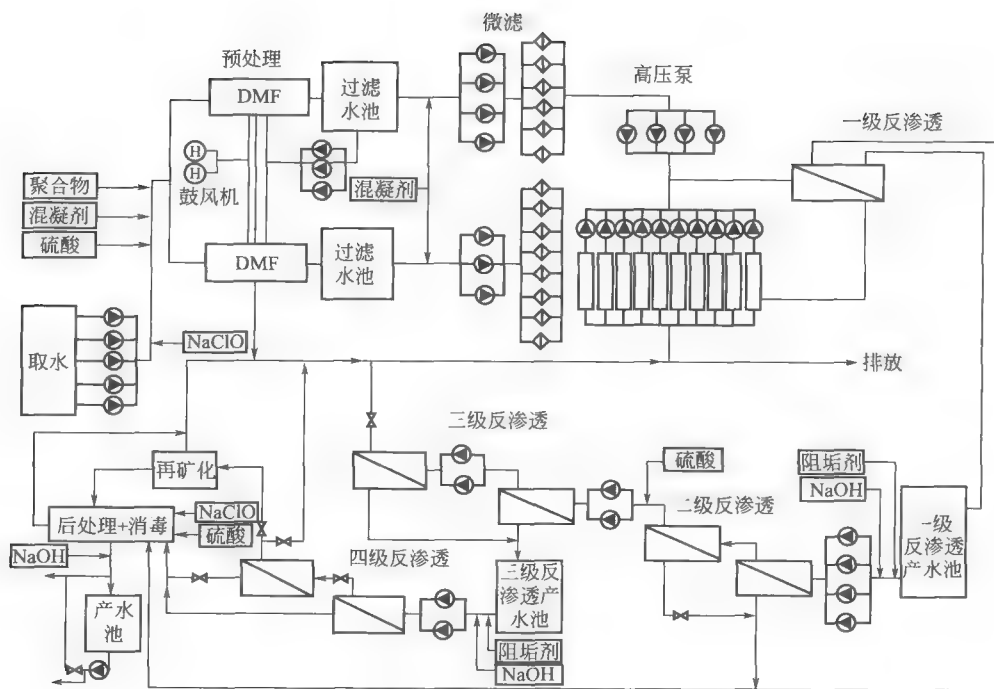 微滤
预处理
高压泵
DMF
过滤
水池
一级反渗透
H
H
鼓风机
混凝剂
聚合物
混凝剂
硫酸
DMF
过滤
水池
NaClO
取水
排放
三级反渗透
再矿化
硫酸
阻垢剂
NaOH
二级反渗透
NaClO
后处理+消毒
硫酸
NaOH
四级反渗透
一级
反渗透
产水池
三级反
渗透产
水池
产水
池
阻垢剂
NaOH